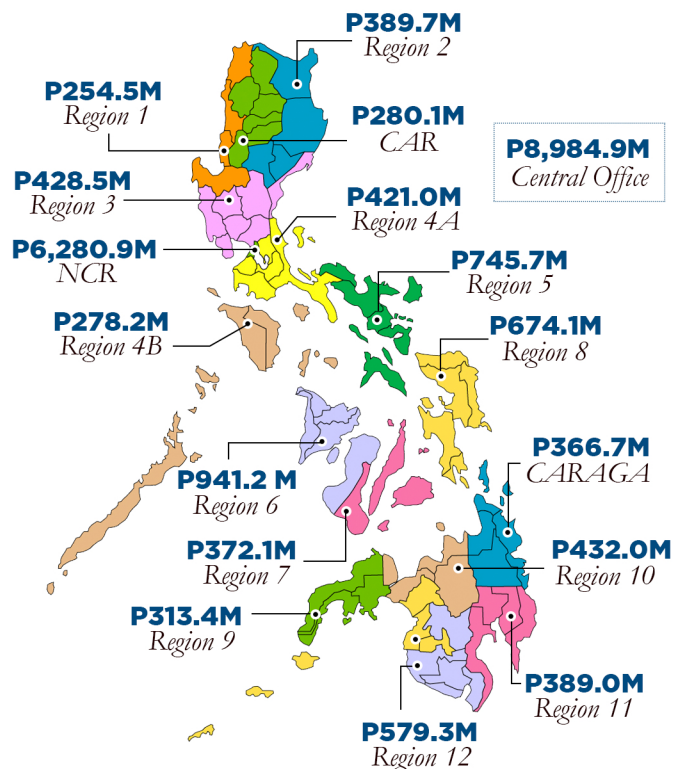 P389.7M
Region 2
P254.5M
Region 1
P280.1M
CAR
P8,984.9M
Central Office
P428.5M
Region 3
P421.0M
Region 4A
P6,280.9M
NCR
P745.7M
Region 5
P278.2M
Region 4B
P674.1M
Region 8
P366.7M
CARAGA
P941.2 M
Region 6
P372.1M
Region 7
P432.0M
Region 10
P313.4M
Region 9
P389.0M
Region 11
P579.3M
Region 12